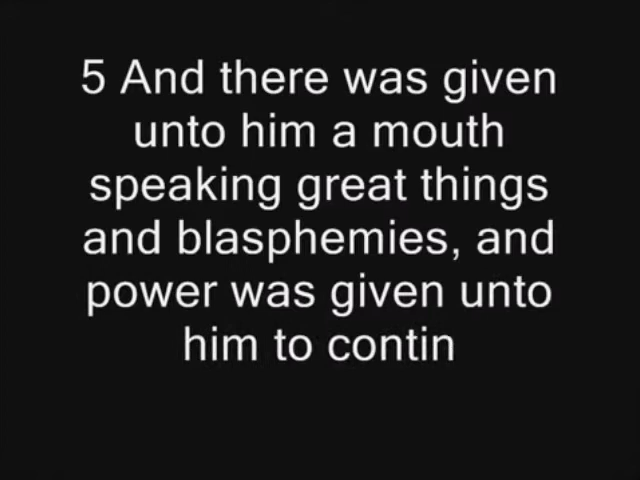 5 And there was given
unto him a mouth
speaking great things
and blasphemies, and
power was given unto
him to contin